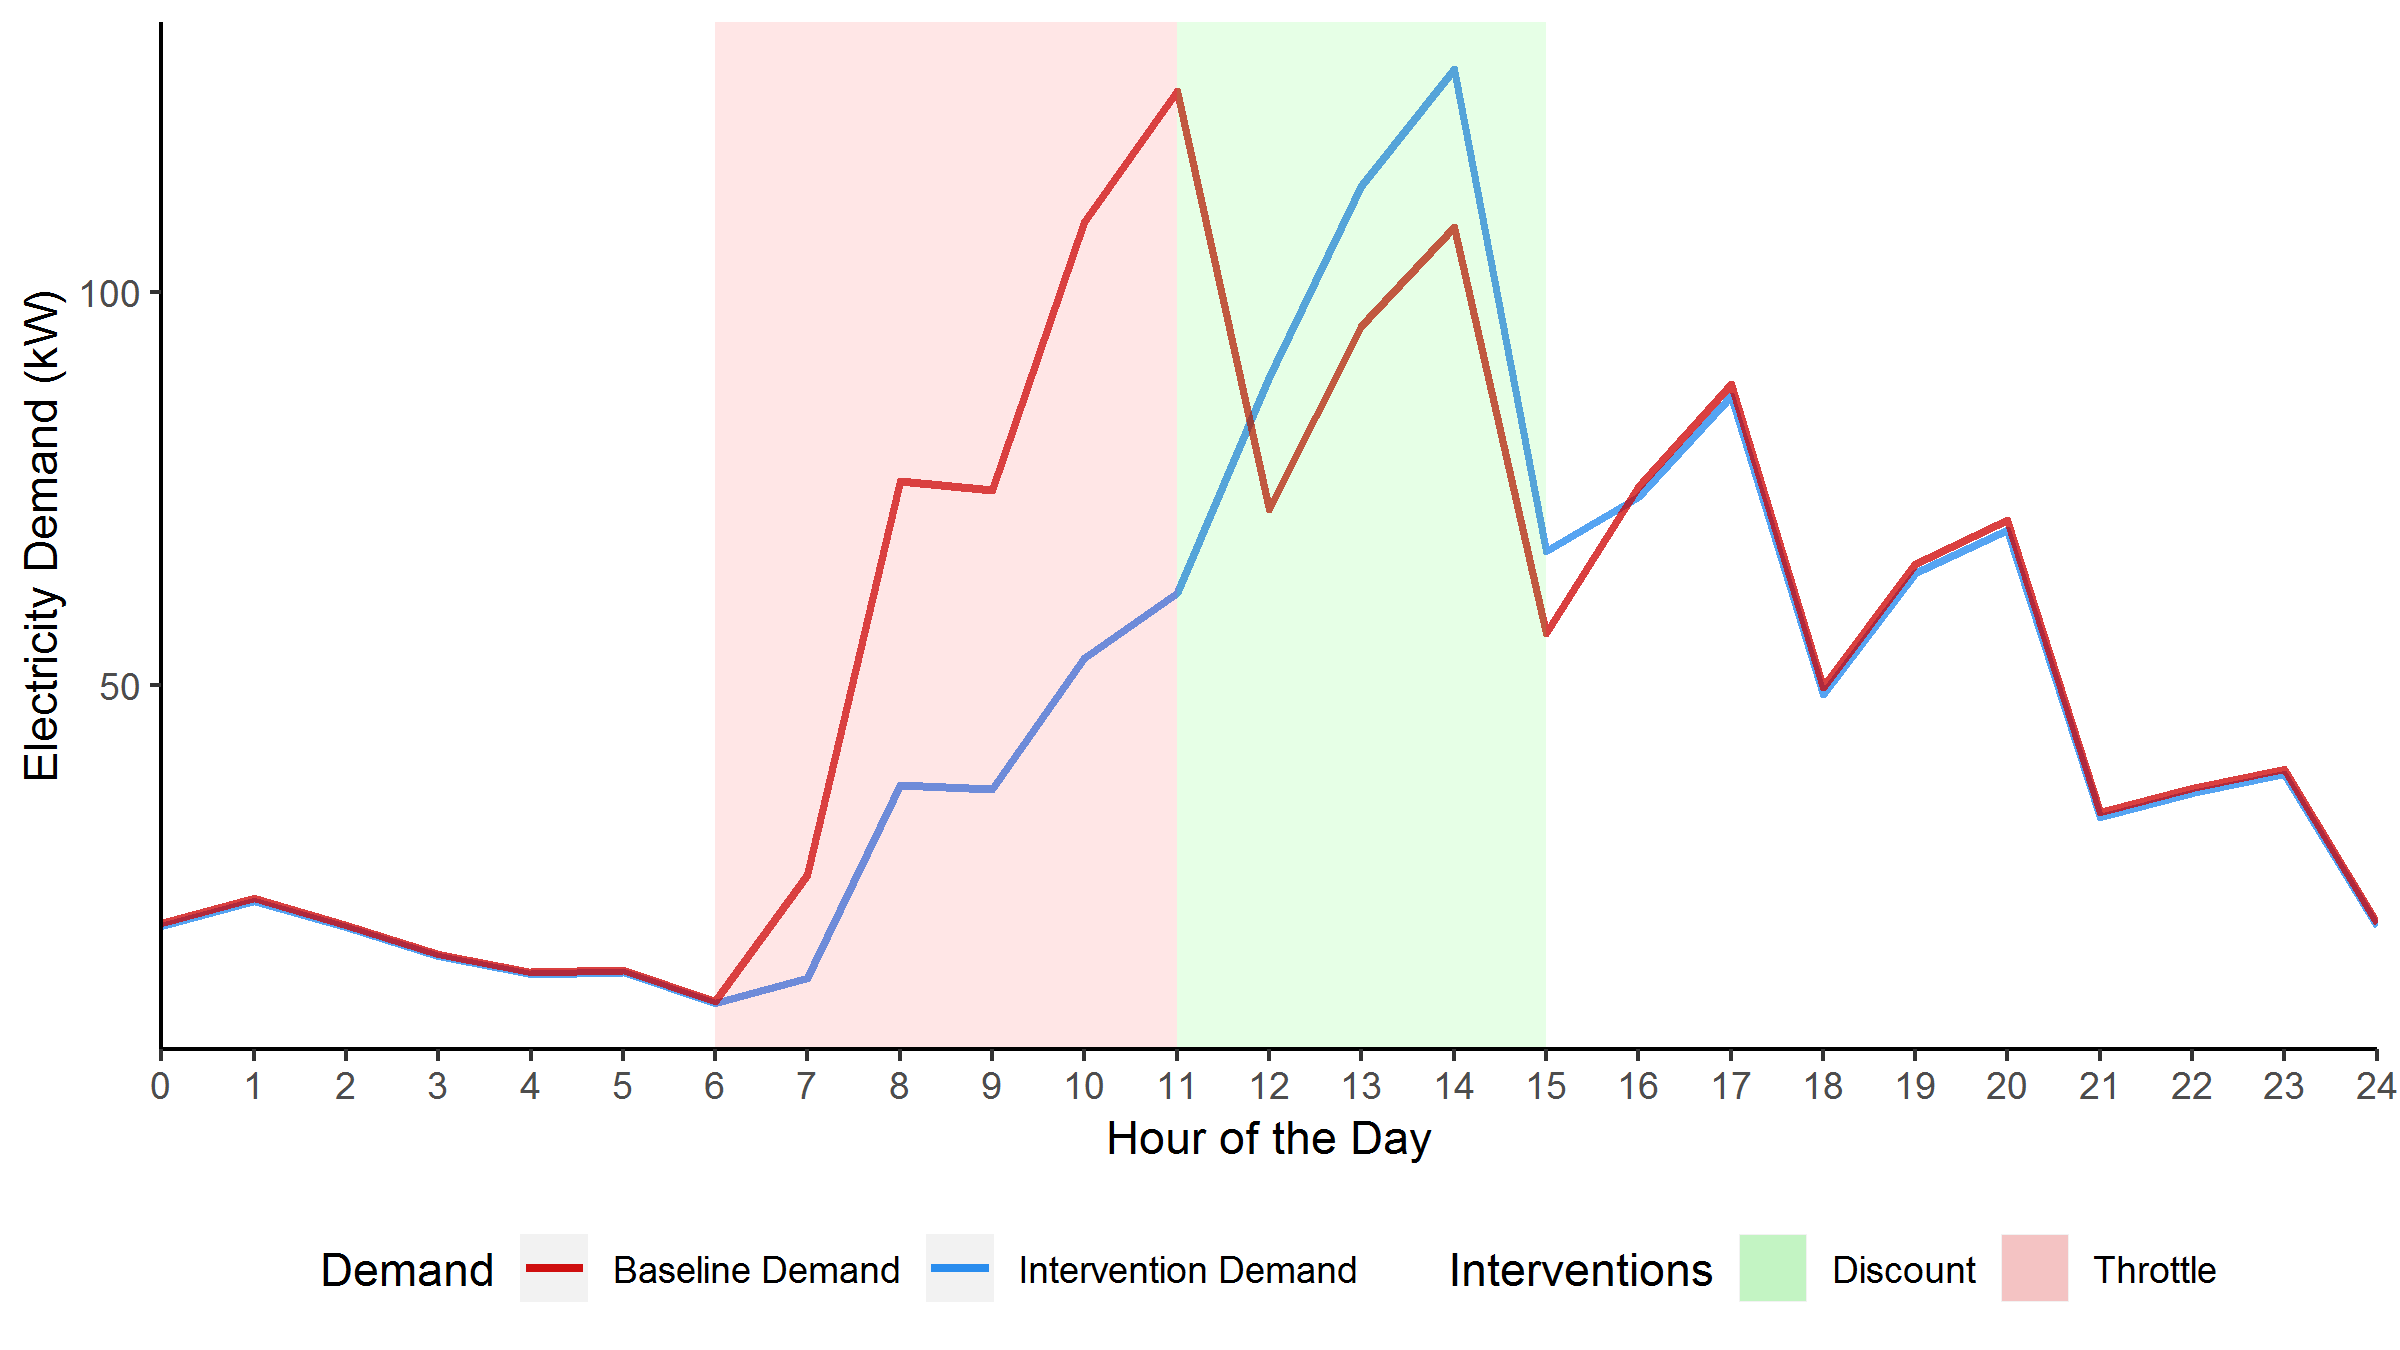 Electricity Demand (kW)
100
50
0 1 2 3 4 5 6 7 8 9 10 11 12 13 14 15 16 17 18 19 20 21 22 23 24
Hour of the Day
Demand Baseline Demand Intervention Demand Interventions Discount Throttle